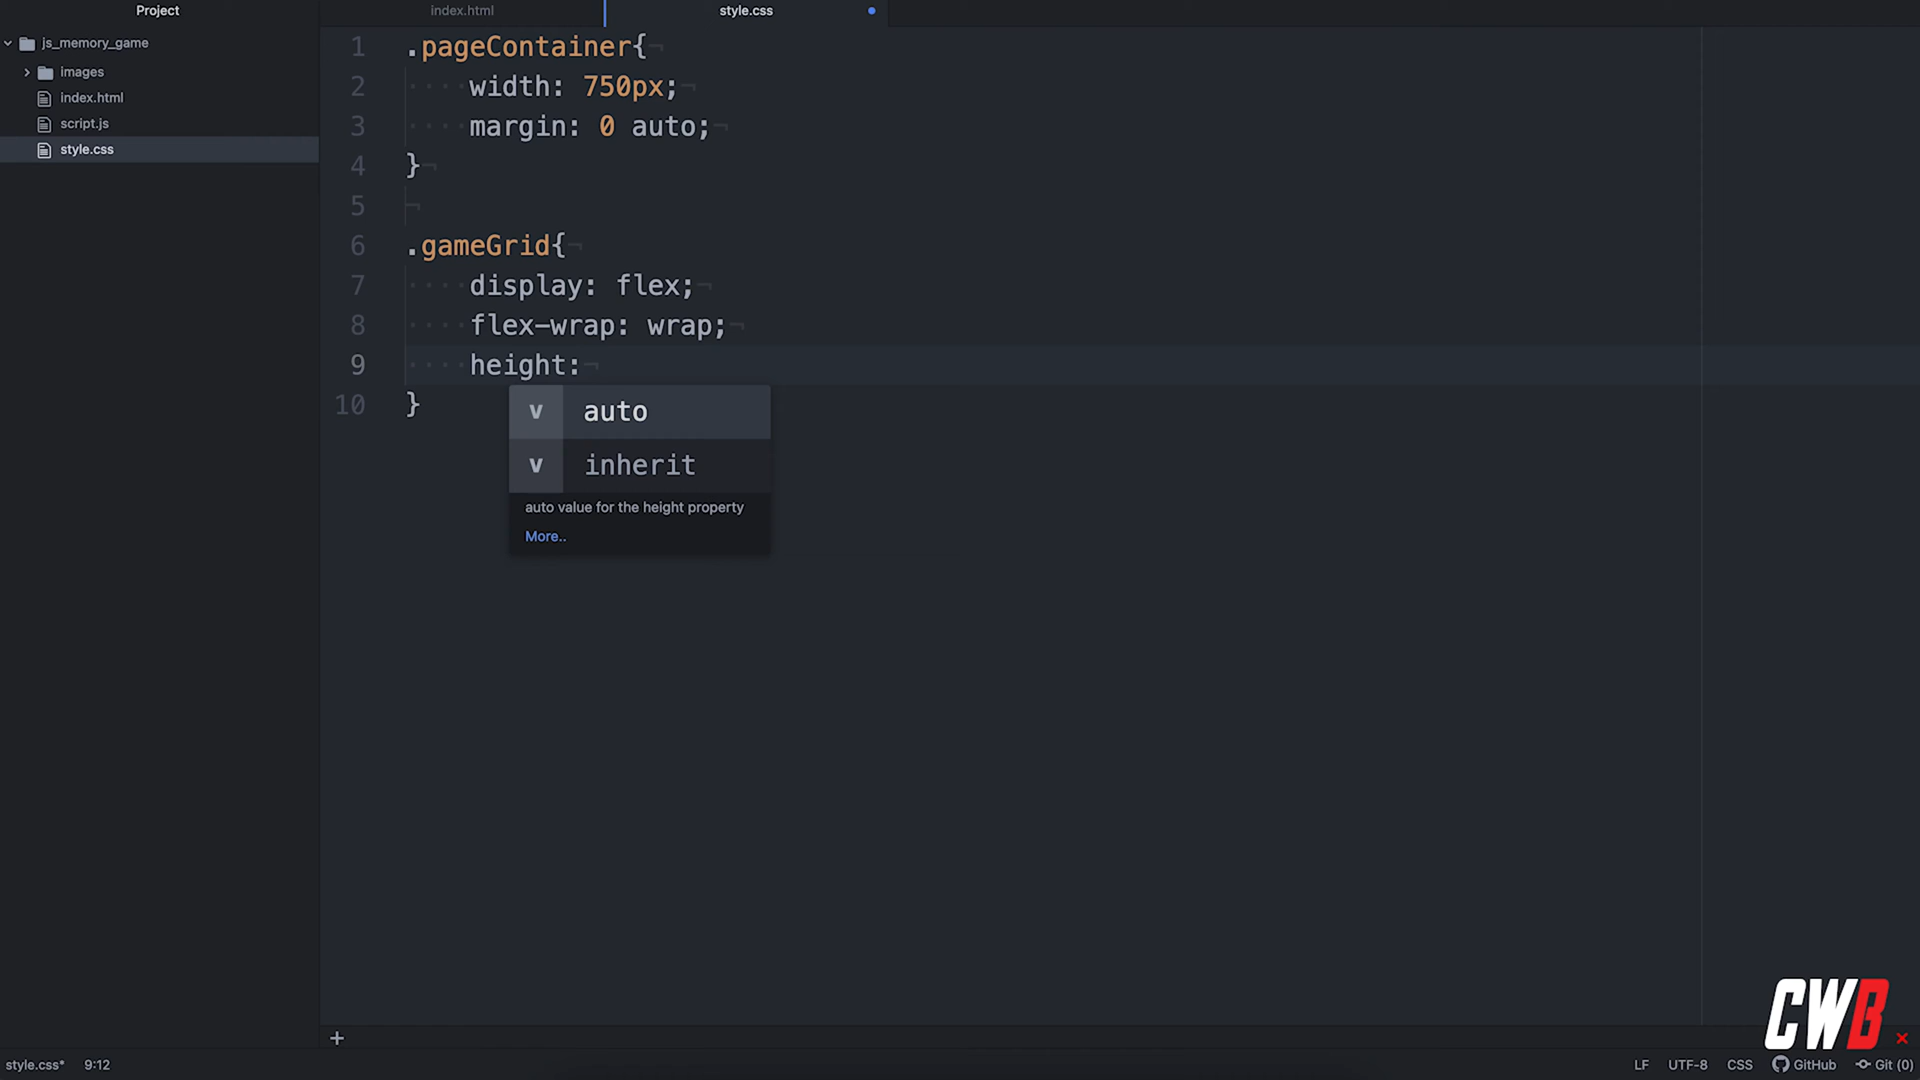 Project
index.html
style.css
js_memory_game
images
index.html
script.js
style.css
1 .pageContainer{
2 width: 750px;
3 margin: 0 auto;
4 }
5
6 .gameGrid{
7 display: flex;
8 flex-wrap: wrap;
9 height:
10 }
v auto
v inherit
auto value for the height property
More..
+
CWB
style.css* 9:12
LF UTF-8 CSS GitHub Git (0)